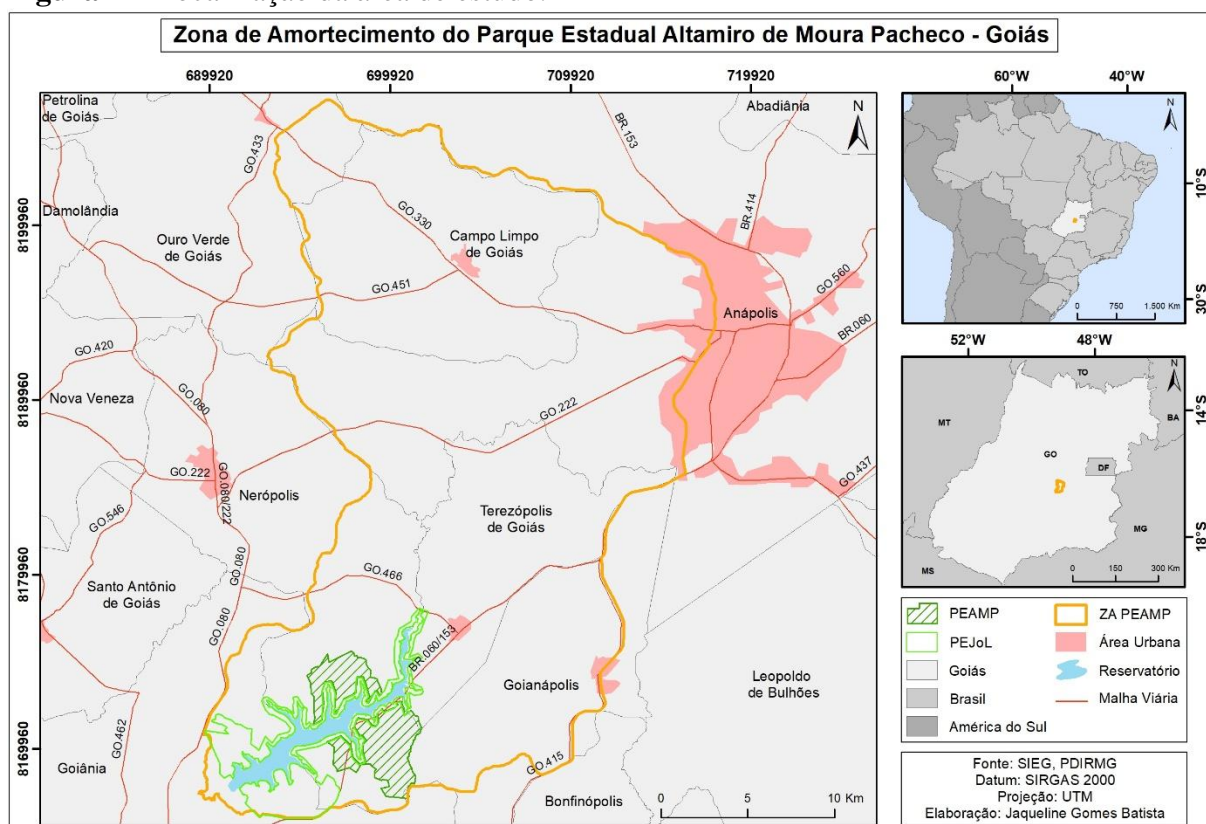 Zona de Amortecimento do Parque Estadual Altamiro de Moura Pacheco - Goiás
689920
699920
709920
719920
Petrolina
de Goiás
Abadiânia
N
BR.153
GO.433
BR.414
Damolândia
8199960
Ouro Verde
de Goiás
GO.330
Campo Limpo
de Goiás
GO.451
GO.560
Anápolis
BR.060
GO.420
GO.080
Nova Veneza
8189960
GO.222
GO.222
GO.080/222
Nerópolis
GO.437
GO.546
Terezópolis
de Goiás
8179960
GO.080
GO.466
Santo Antônio
de Goiás
GO.080
BR.060/153
Goianápolis
Leopoldo
de Bulhões
8169960
GO.462
Goiânia
GO.415
Bonfinópolis
0 5 10 Km
60°W
40°W
N
10°S
30°S
0 750 1.500 Km
52°W
48°W
N
TO
14°S
MT
BA
GO
DF
18°S
MG
MS
0 150 300 Km
PEAMP
PEJoL
Goiás
Brasil
América do Sul
ZA PEAMP
Área Urbana
Reservatório
Malha Viária
Fonte: SIEG, PDIRMG
Datum: SIRGAS 2000
Projeção: UTM
Elaboração: Jaqueline Gomes Batista